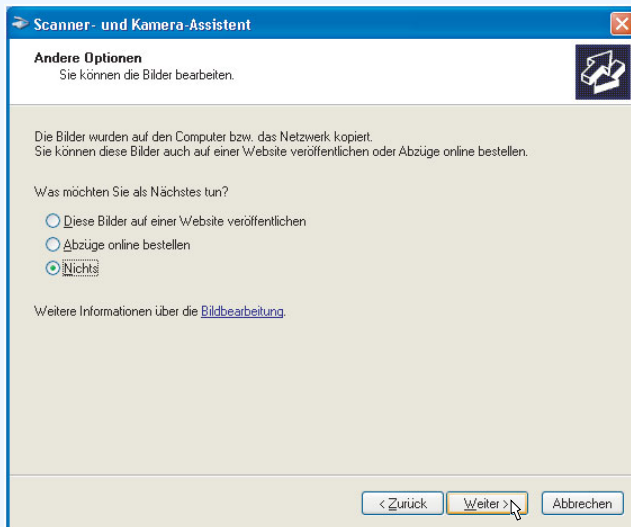 Scanner- und Kamera-Assistent
Andere Optionen
Sie können die Bilder bearbeiten.
Die Bilder wurden auf den Computer bzw. das Netzwerk kopiert.
Sie können diese Bilder auch auf einer Website veröffentlichen oder Abzüge online bestellen.
Was möchten Sie als Nächstes tun?
Diese Bilder auf einer Website veröffentlichen
Abzüge online bestellen
Nichts
Weitere Informationen über die Bildbearbeitung.
< Zurück Weiter > Abbrechen